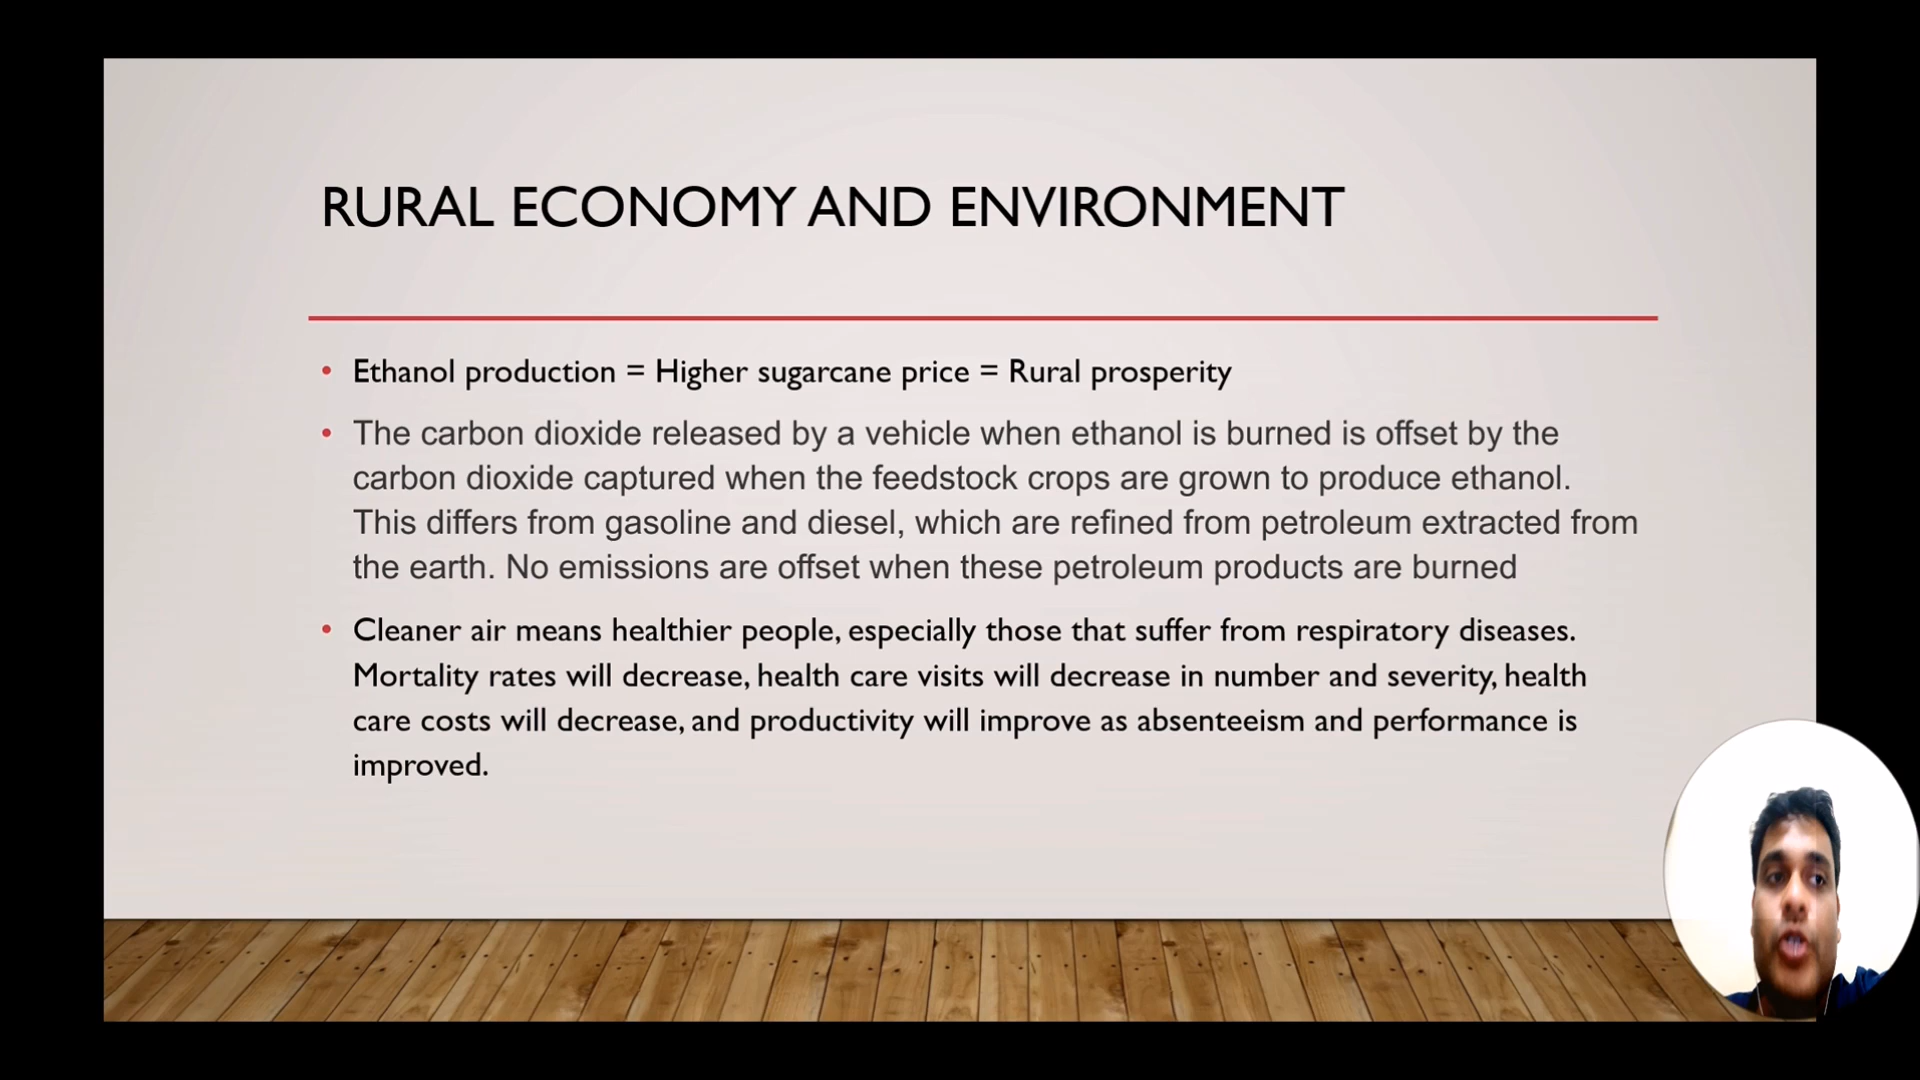 RURAL ECONOMY AND ENVIRONMENT
• Ethanol production = Higher sugarcane price = Rural prosperity
• The carbon dioxide released by a vehicle when ethanol is burned is offset by the
carbon dioxide captured when the feedstock crops are grown to produce ethanol.
This differs from gasoline and diesel, which are refined from petroleum extracted from
the earth. No emissions are offset when these petroleum products are burned
• Cleaner air means healthier people, especially those that suffer from respiratory diseases.
Mortality rates will decrease, health care visits will decrease in number and severity, health
care costs will decrease, and productivity will improve as absenteeism and performance is
improved.